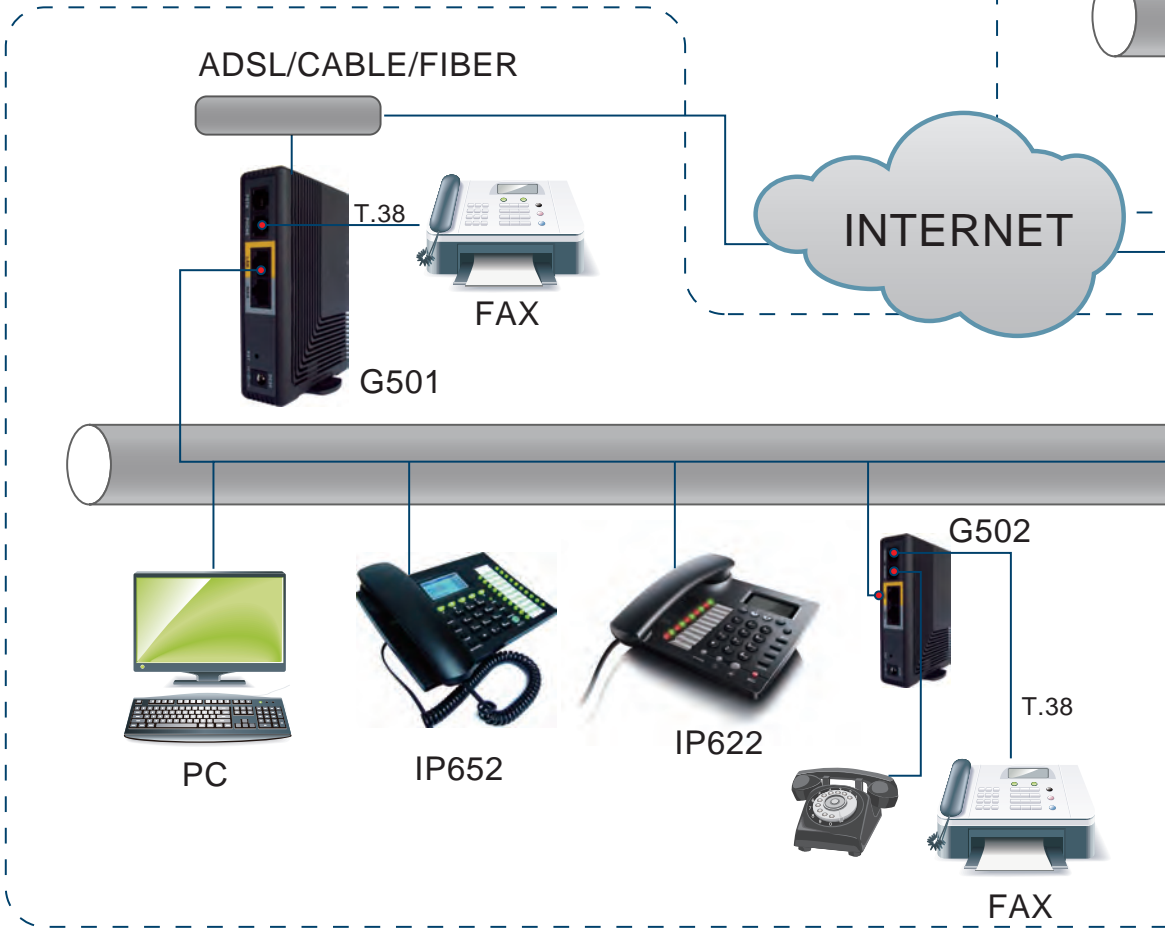 ADSL/CABLE/FIBER
T.38
INTERNET
FAX
G501
G502
T.38
PC
IP652
IP622
FAX